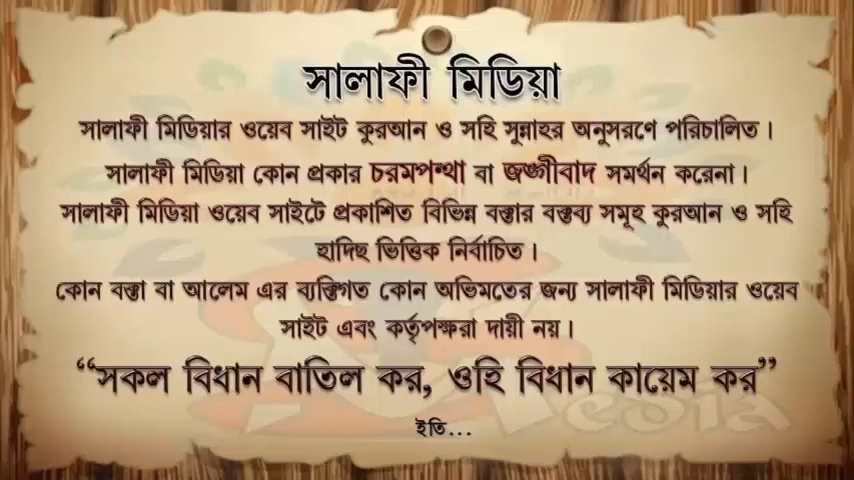 সালাফী মিডিয়া
সালাফী মিডিয়ার ওয়েব সাইট কুরআন ও সহি সুন্নাহর অনুসরণে পরিচালিত।
সালাফী মিডিয়া কোন প্রকার চরমপন্থা বা জঙ্গীবাদ সমর্থন করেনা।
সালাফী মিডিয়া ওয়েব সাইটে প্রকাশিত বিভিন্ন বক্তার বক্তব্য সমূহ কুরআন ও সহি
হাদিছ ভিত্তিক নির্বাচিত।
কোন বক্তা বা আলেম এর ব্যক্তিগত কোন অভিমতের জন্য সালাফী মিডিয়ার ওয়েব
সাইট এবং কর্তৃপক্ষরা দায়ী নয়।
“সকল বিধান বাতিল কর, ওহি বিধান কায়েম কর”
ইতি...